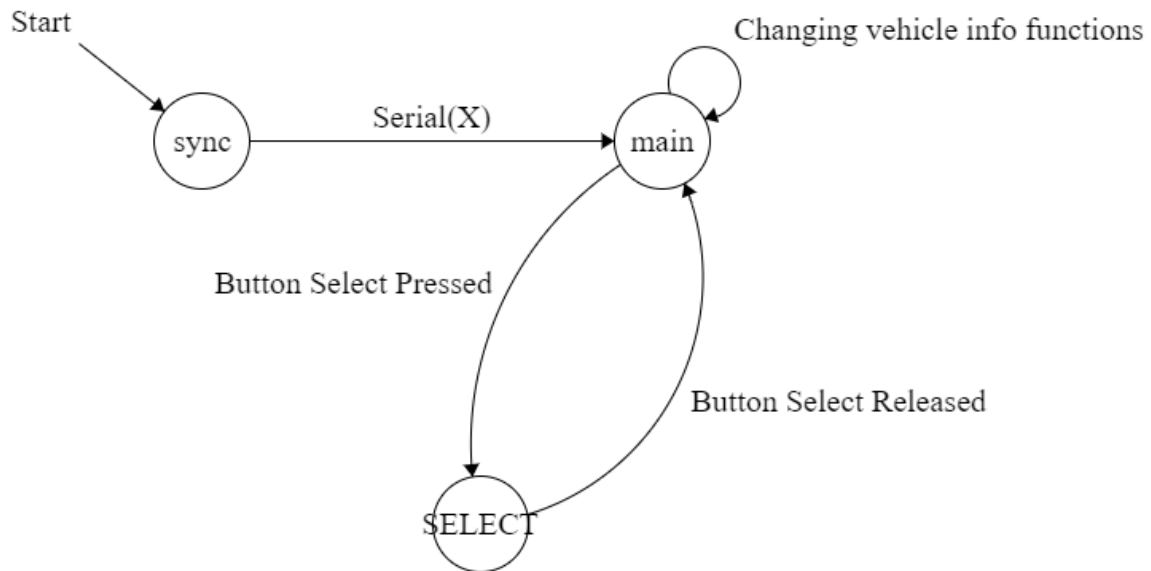 Start
Changing vehicle info functions
Serial(X)
sync
main
Button Select Pressed
Button Select Released
SELECT